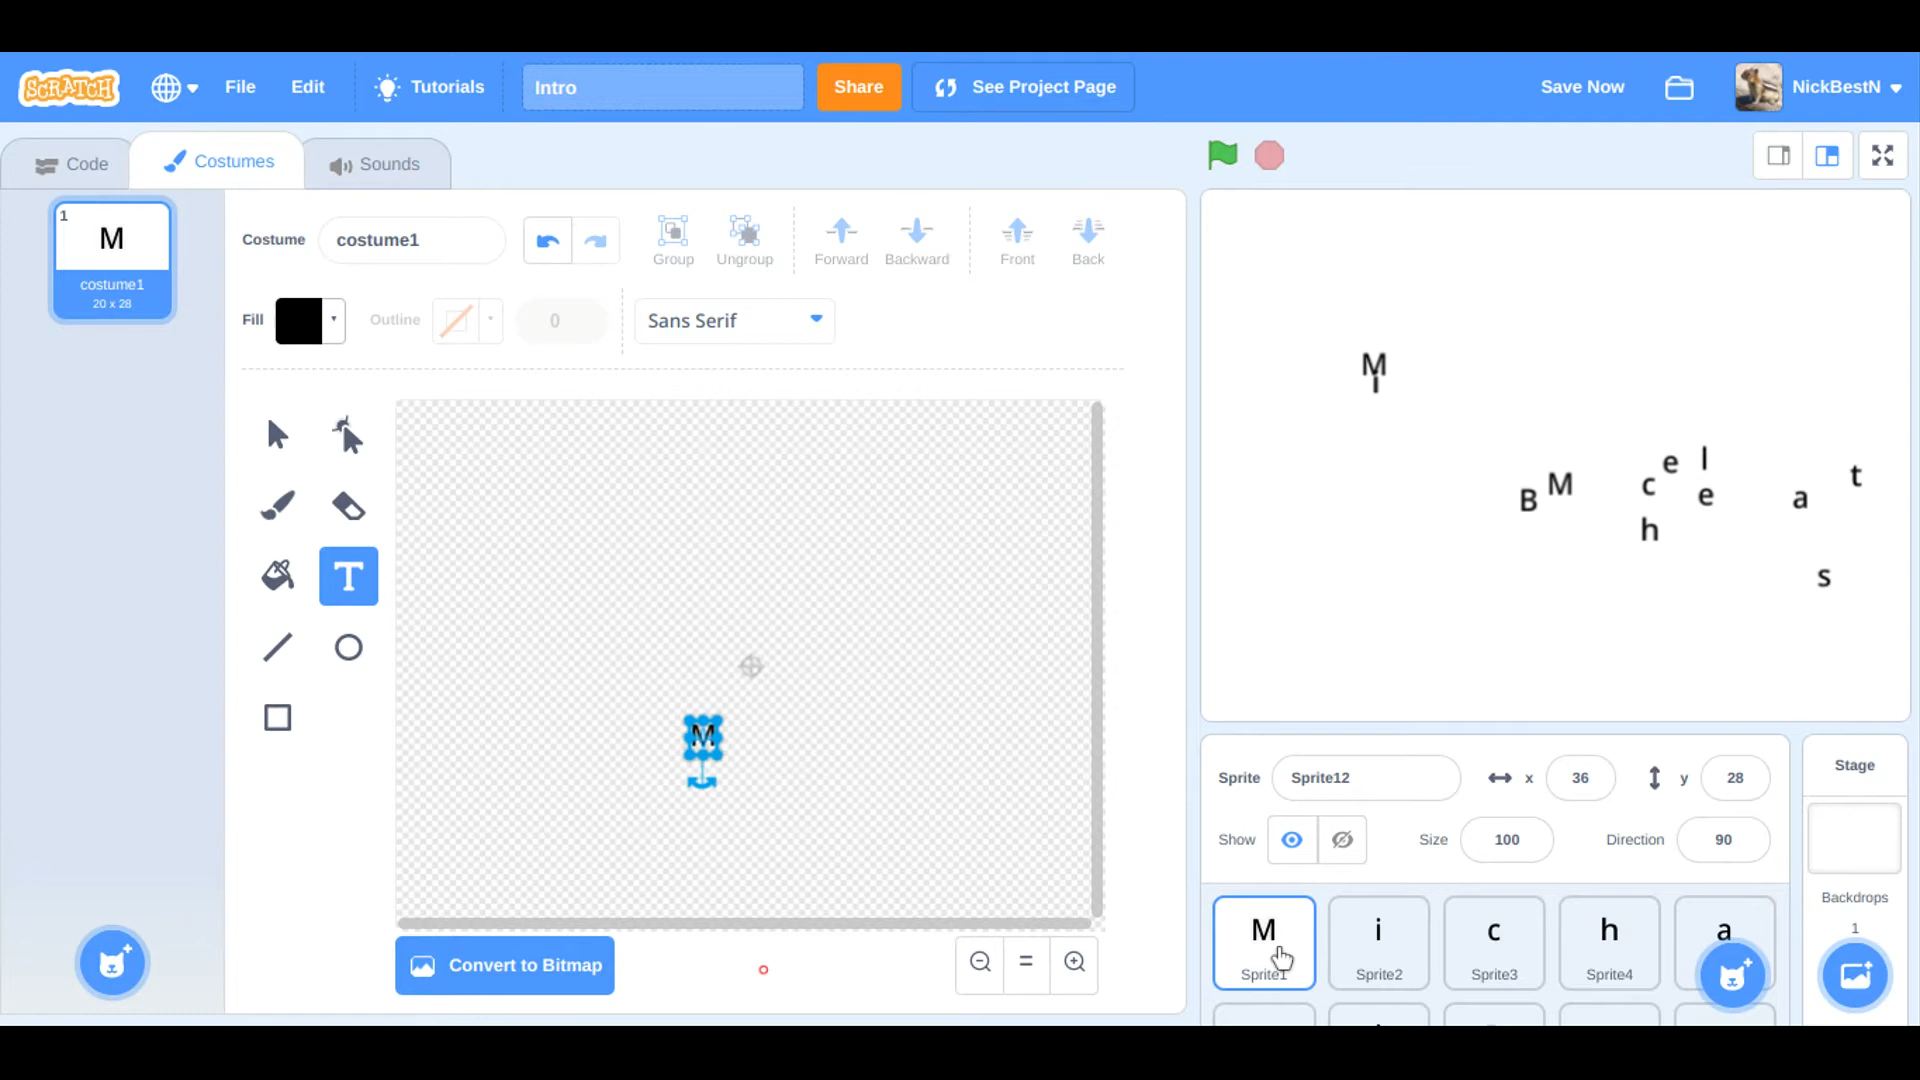 SCRATCH File Edit Tutorials Intro Share See Project Page Save Now NickBestN
Code Costumes Sounds
1
M
costume1
20 x 28
Costume costume1 Group Ungroup Forward Backward Front Back
Fill Outline 0 Sans Serif
T
M
Convert to Bitmap
=
M
i
e l
t
B M c e a
h
s
Sprite Sprite12 x 36 y 28
Show Size 100 Direction 90
Stage
Backdrops
1
M i c h a
Sprite1 Sprite2 Sprite3 Sprite4